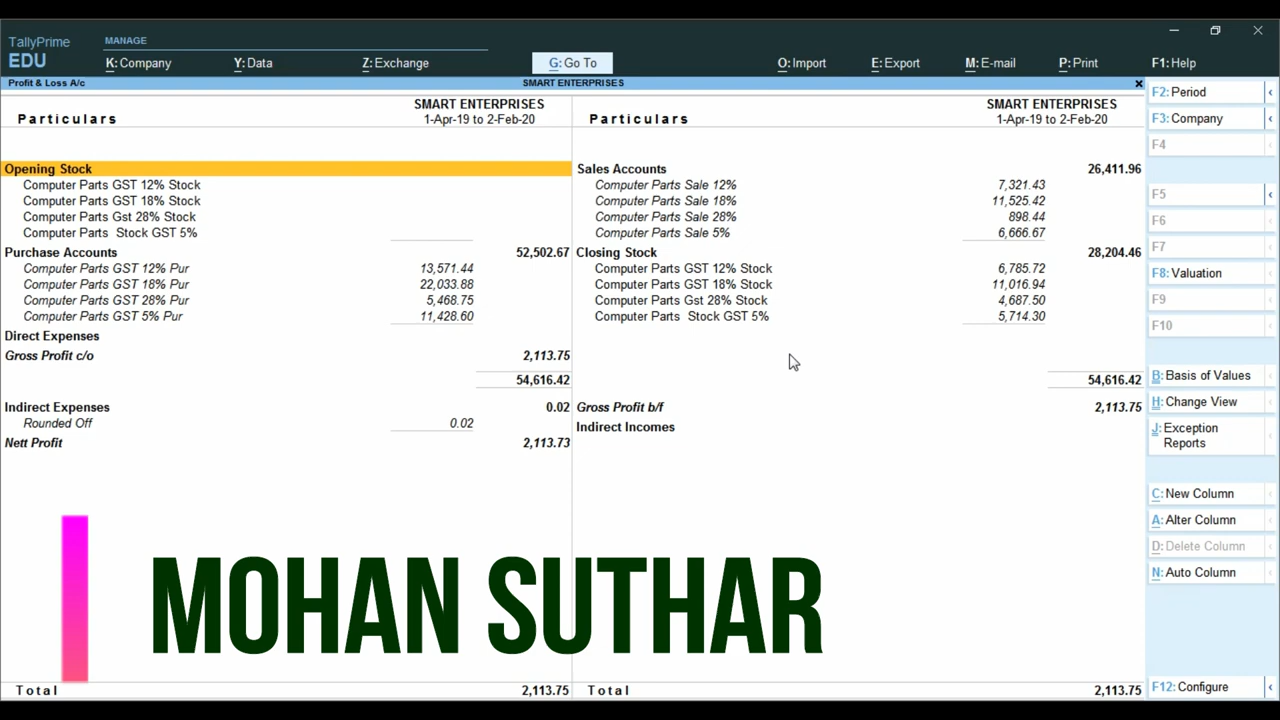 TallyPrime
EDU
MANAGE
K: Company Y: Data Z: Exchange G: Go To O: Import E: Export M: E-mail P: Print F1: Help
Profit & Loss A/c SMART ENTERPRISES
Particulars SMART ENTERPRISES
1-Apr-19 to 2-Feb-20
Opening Stock
Computer Parts GST 12% Stock
Computer Parts GST 18% Stock
Computer Parts Gst 28% Stock
Computer Parts Stock GST 5%
Purchase Accounts 52,502.67
Computer Parts GST 12% Pur 13,571.44
Computer Parts GST 18% Pur 22,033.88
Computer Parts GST 28% Pur 5,468.75
Computer Parts GST 5% Pur 11,428.60
Direct Expenses
Gross Profit c/o 2,113.75
54,616.42
Indirect Expenses 0.02
Rounded Off 0.02
Nett Profit 2,113.73
Total 2,113.75
Particulars SMART ENTERPRISES
1-Apr-19 to 2-Feb-20
Sales Accounts 26,411.96
Computer Parts Sale 12% 7,321.43
Computer Parts Sale 18% 11,525.42
Computer Parts Sale 28% 898.44
Computer Parts Sale 5% 6,666.67
Closing Stock 28,204.46
Computer Parts GST 12% Stock 6,785.72
Computer Parts GST 18% Stock 11,016.94
Computer Parts Gst 28% Stock 4,687.50
Computer Parts Stock GST 5% 5,714.30
54,616.42
Gross Profit b/f 2,113.75
Indirect Incomes
Total 2,113.75
MOHAN SUTHAR
F2: Period
F3: Company
F4
F5
F6
F7
F8: Valuation
F9
F10
B: Basis of Values
H: Change View
J: Exception
Reports
C: New Column
A: Alter Column
D: Delete Column
N: Auto Column
F12: Configure